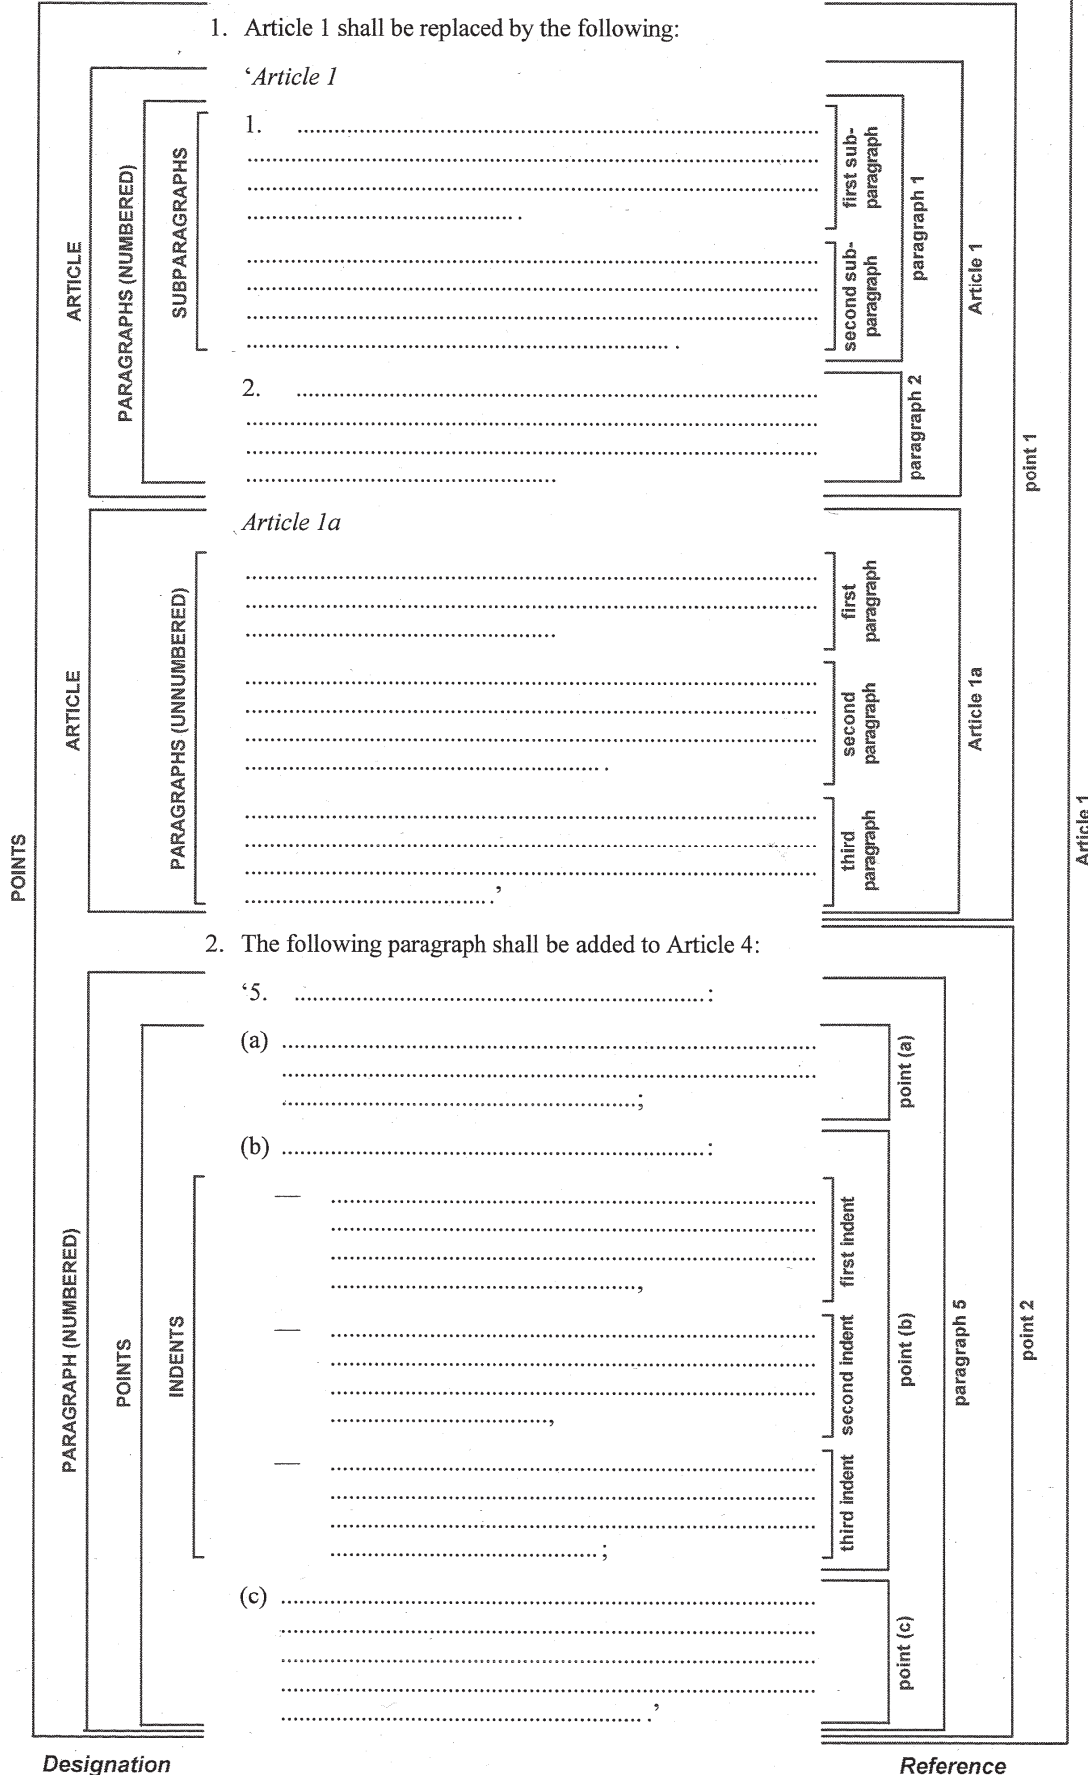 1. Article 1 shall be replaced by the following:
‘Article 1
1. ..........
SUBPARAGRAPHS
PARAGRAPHS (NUMBERED)
ARTICLE
first sub-
paragraph
second sub-
paragraph
paragraph 1
Article 1
2. ..........
paragraph 2
point 1
Article 1a
PARAGRAPHS (UNNUMBERED)
ARTICLE
first
paragraph
second
paragraph
third
paragraph
Article 1a
’
POINTS
Article 1
2. The following paragraph shall be added to Article 4:
‘5. ..........:
(a) ..........
..........;
point (a)
(b) ..........:
— ..........
..........,
first indent
— ..........
..........,
second indent
— ..........
..........;
third indent
INDENTS
POINTS
PARAGRAPH (NUMBERED)
point (b)
paragraph 5
point 2
(c) ..........
...........’
point (c)
Designation
Reference